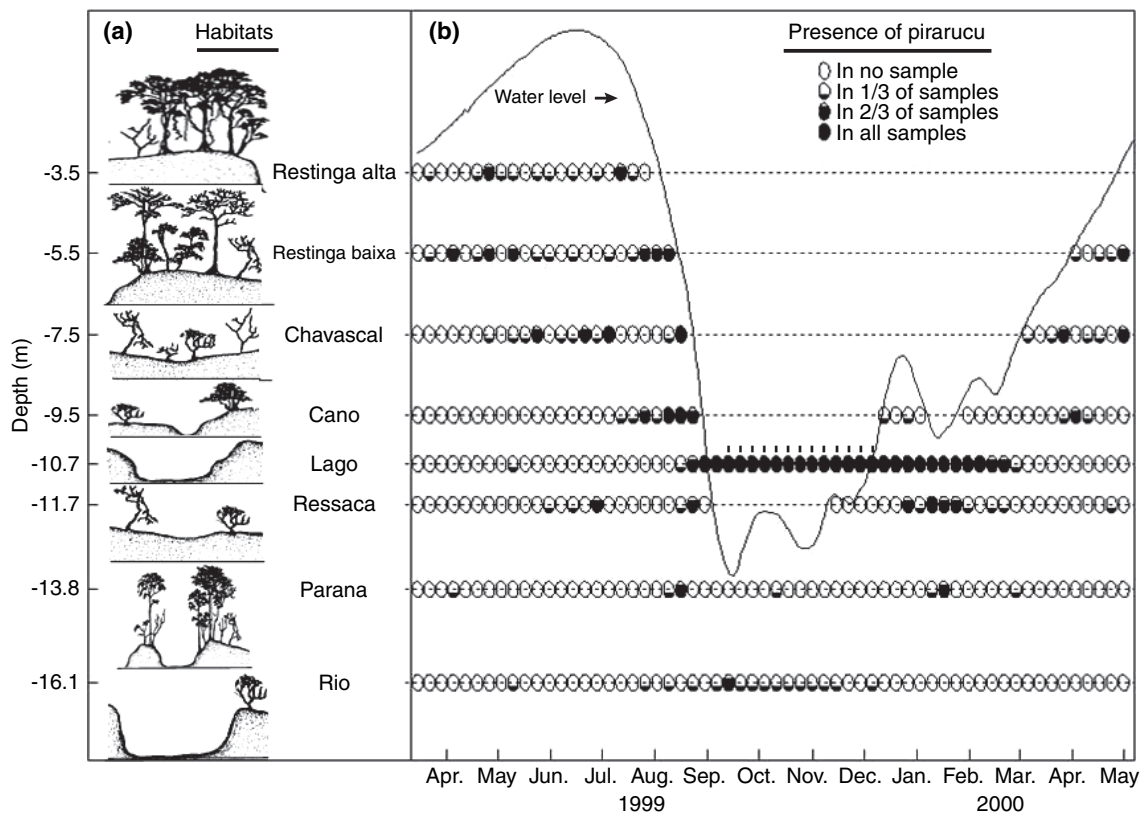 (a)
Habitats
(b)
Presence of pirarucu
In no sample
In 1/3 of samples
In 2/3 of samples
In all samples
Water level
Depth (m)
-3.5 Restinga alta
-5.5 Restinga baixa
-7.5 Chavascal
-9.5 Cano
-10.7 Lago
-11.7 Ressaca
-13.8 Parana
-16.1 Rio
Apr. May Jun. Jul. Aug. Sep. Oct. Nov. Dec. Jan. Feb. Mar. Apr. May
1999 2000